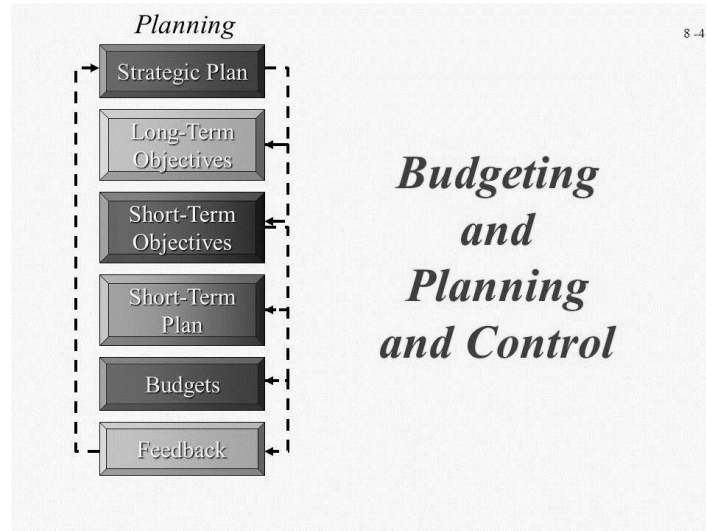 Planning
8 -4
Strategic Plan
Long-Term
Objectives
Short-Term
Objectives
Short-Term
Plan
Budgets
Feedback
Budgeting
and
Planning
and Control